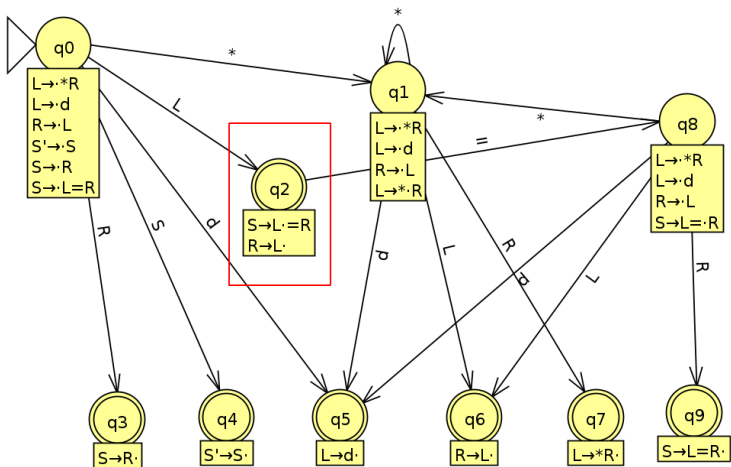 *
q0
*
q1
L→·*R
L→d
R→·L
S'→·S
S→·R
S→·L=R
L
q2
S→L·=R
R→L·
=
L→·*R
L→d
R→·L
L→*·R
*
q8
L→·*R
L→d
R→·L
S→L=·R
R
S
d
d
L
R
d
L
R
q3
S→R·
q4
S'→S·
q5
L→d·
q6
R→L·
q7
L→*R·
q9
S→L=R·